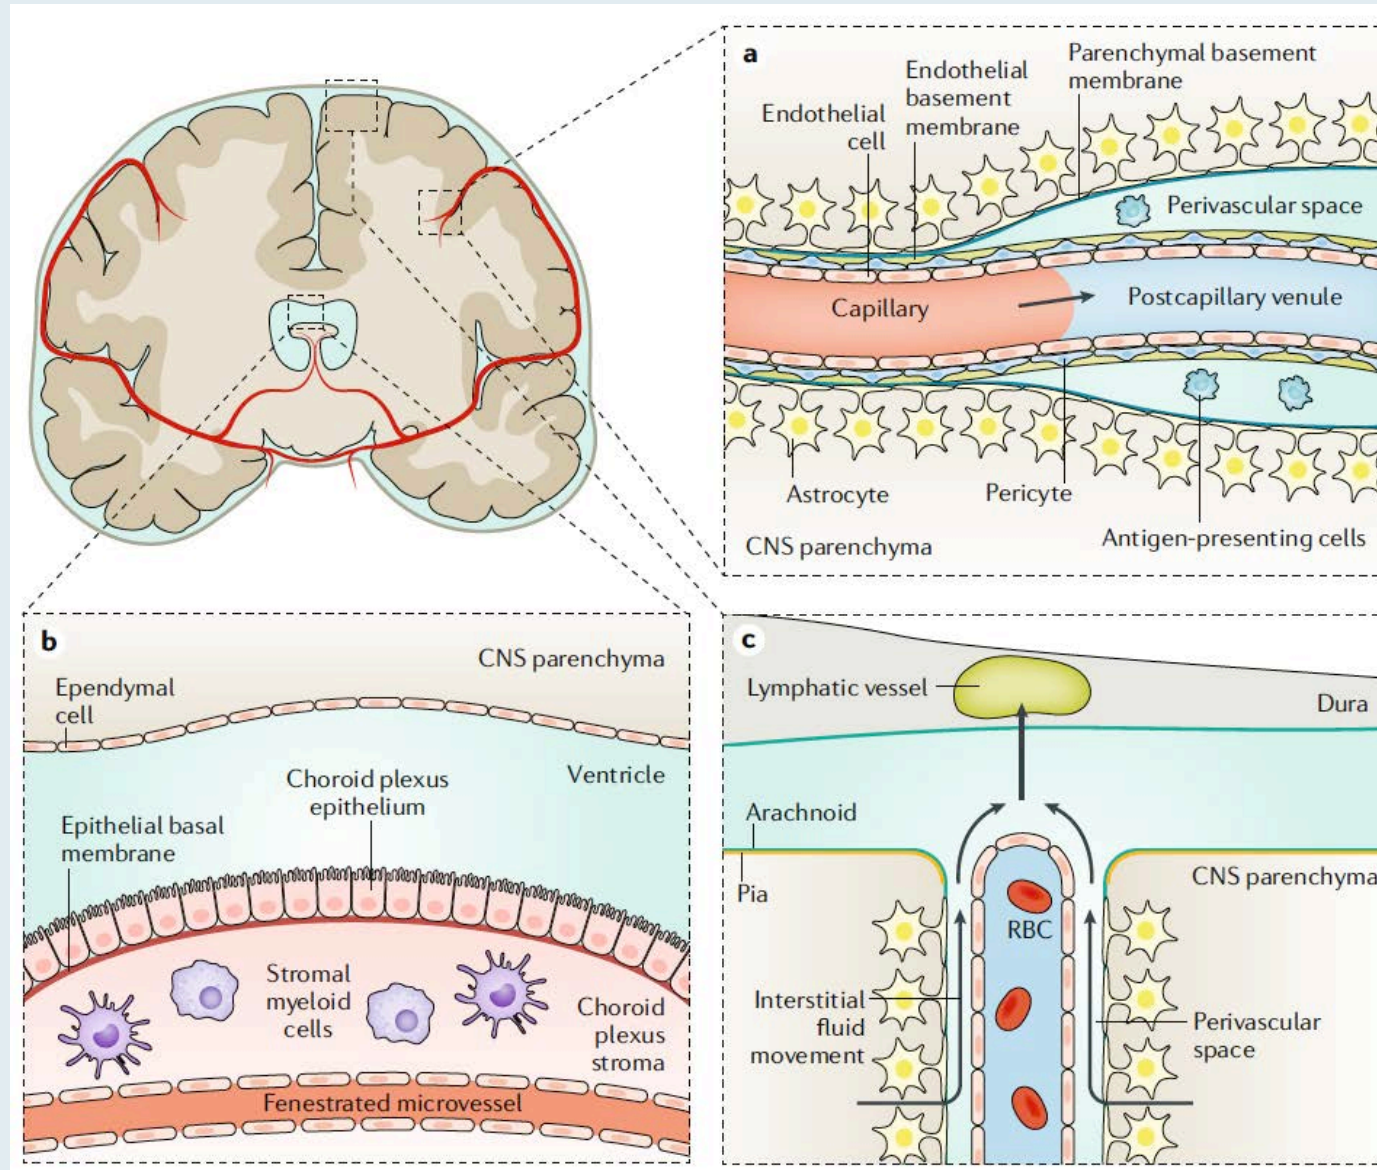 a
Parenchymal basement
membrane
Endothelial
basement
membrane
Endothelial
cell
Perivascular space
Capillary
Postcapillary venule
Astrocyte
Pericyte
Antigen-presenting cells
CNS parenchyma
b
CNS parenchyma
Ependymal
cell
Ventricle
Choroid plexus
epithelium
Epithelial basal
membrane
Stromal
myeloid
cells
Choroid
plexus
stroma
Fenestrated microvessel
c
Lymphatic vessel
Dura
Arachnoid
Pia
CNS parenchyma
RBC
Interstitial
fluid
movement
Perivascular
space